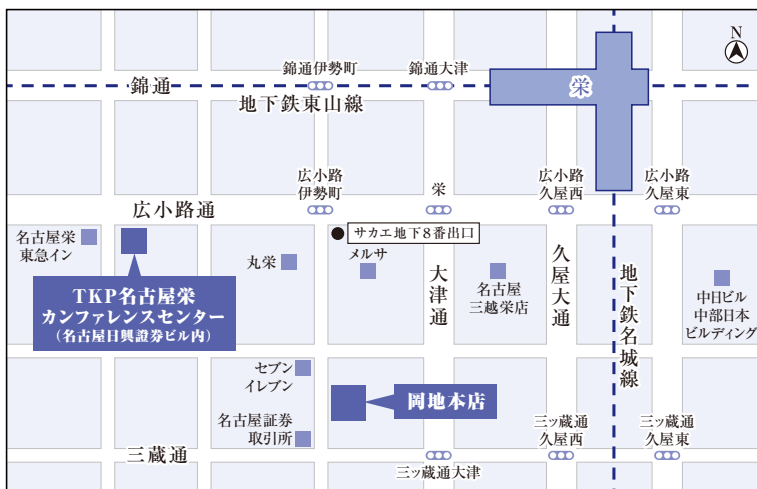 N
錦通伊勢町
錦通大津
錦通
栄
地下鉄東山線
広小路
伊勢町
栄
広小路
久屋西
広小路
久屋東
広小路通
名古屋栄
東急イン
サカエ地下8番出口
丸栄
メルサ
大津通
名古屋
三越栄店
久屋大通
地下鉄名城線
中日ビル
中部日本
ビルディング
TKP名古屋栄
カンファレンスセンター
(名古屋日興證券ビル内)
セブン
イレブン
岡地本店
名古屋証券
取引所
三ッ蔵通
久屋西
三ッ蔵通
久屋東
三蔵通
三ッ蔵通大津